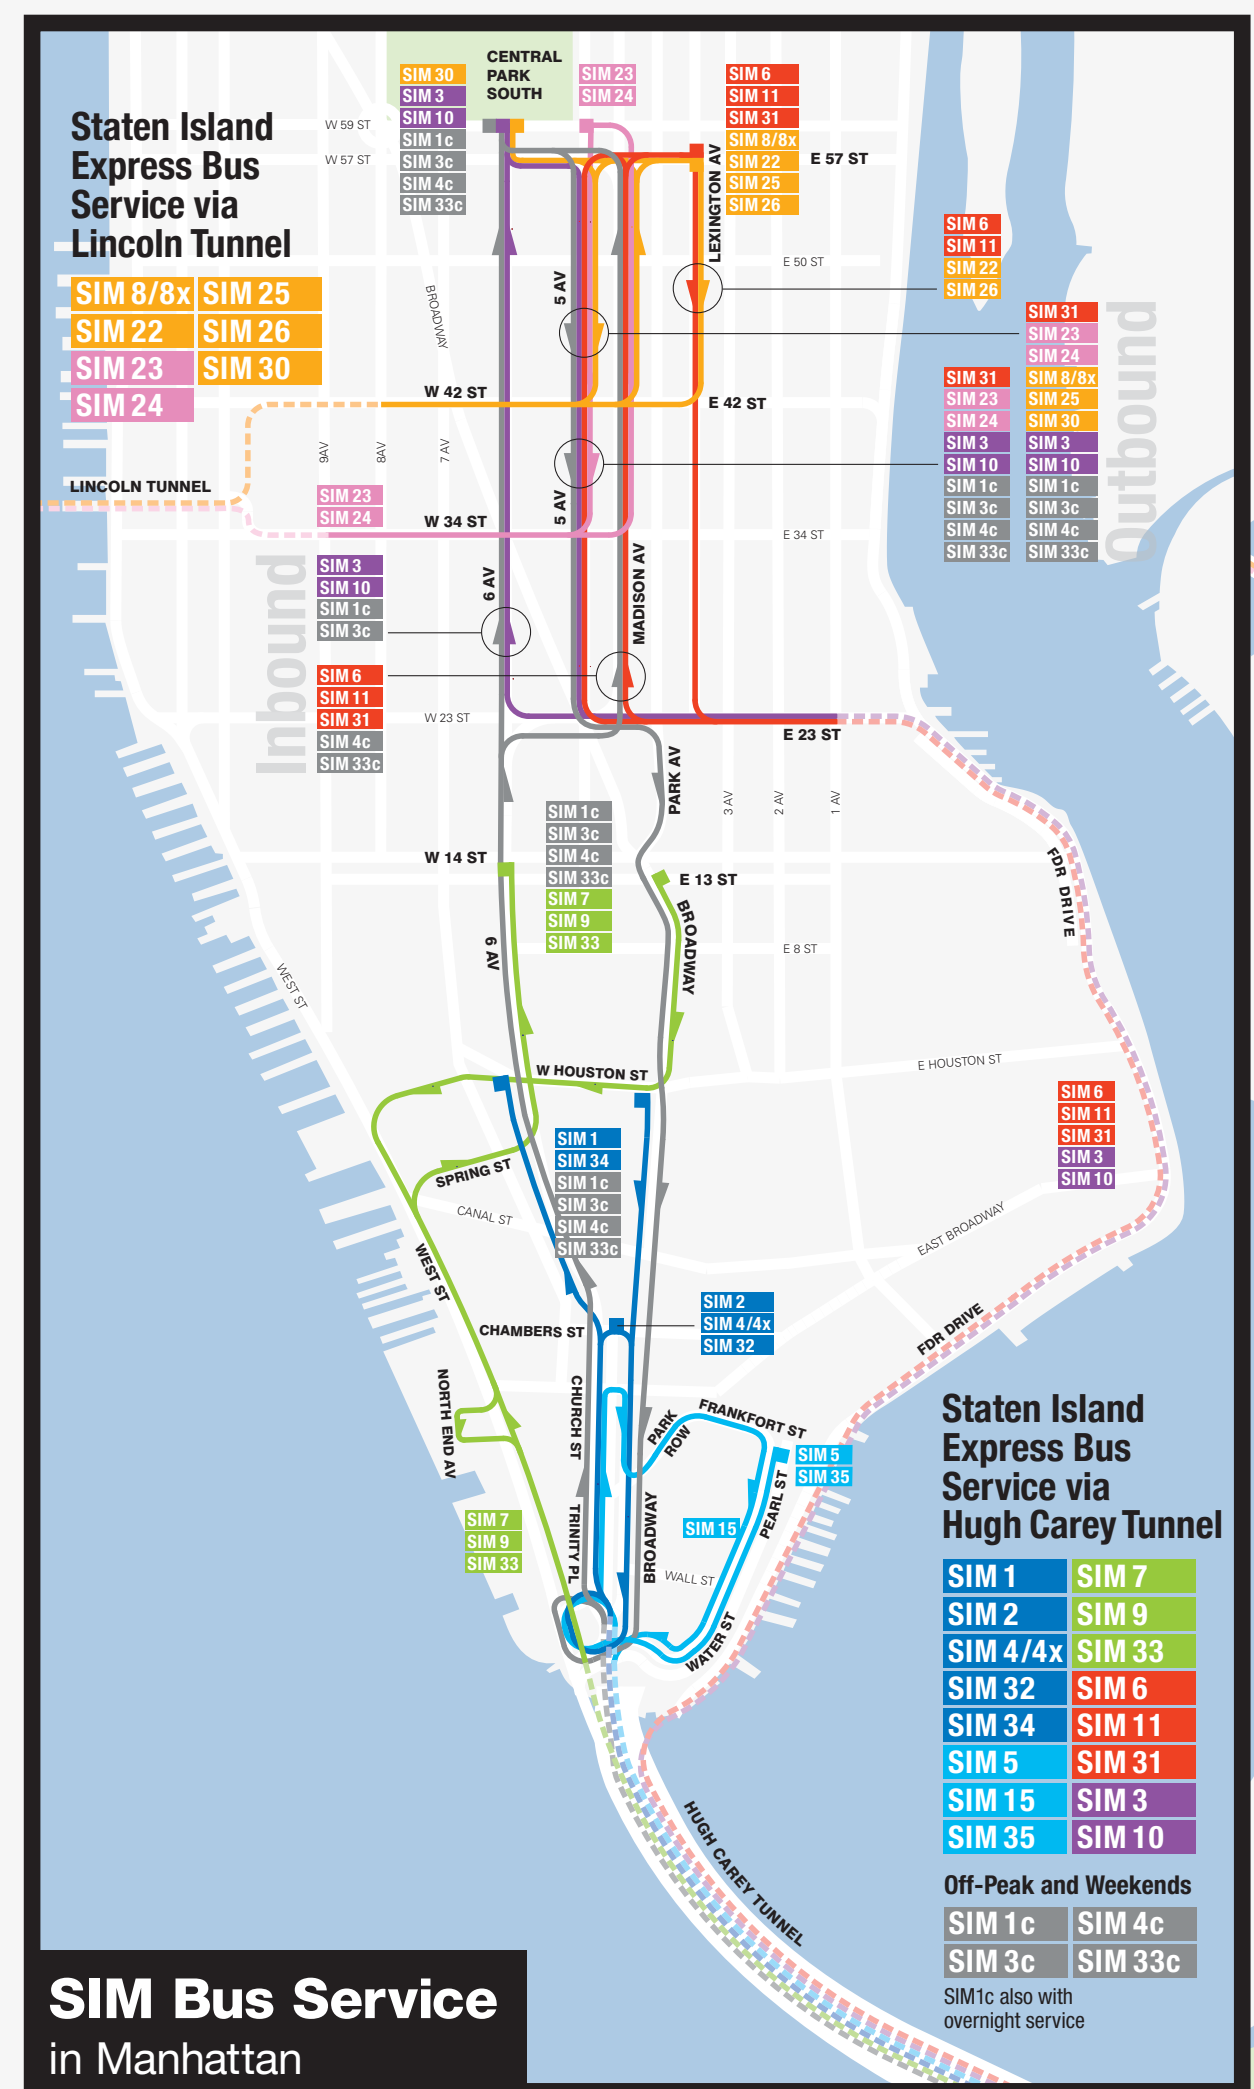 CENTRAL
PARK
SOUTH
SIM 30
SIM 3
SIM 10
SIM 1c
SIM 3c
SIM 4c
SIM 33c
SIM 23
SIM 24
SIM 6
SIM 11
SIM 31
SIM 8/8x
SIM 22
SIM 25
SIM 26
Staten Island
Express Bus
Service via
Lincoln Tunnel
SIM 8/8x SIM 25
SIM 22 SIM 26
SIM 23 SIM 30
SIM 24
W 59 ST
W 57 ST
E 57 ST
LEXINGTON AV
E 50 ST
BROADWAY
5 AV
SIM 6
SIM 11
SIM 22
SIM 26
SIM 31
SIM 23
SIM 24
SIM 8/8x
SIM 25
SIM 30
SIM 3
SIM 10
SIM 1c
SIM 3c
SIM 4c
SIM 33c
SIM 31
SIM 23
SIM 24
SIM 3
SIM 10
SIM 1c
SIM 3c
SIM 4c
SIM 33c
Outbound
W 42 ST
E 42 ST
9AV
8AV
7 AV
LINCOLN TUNNEL
SIM 23
SIM 24
W 34 ST
5 AV
E 34 ST
Inbound
SIM 3
SIM 10
SIM 1c
SIM 3c
6 AV
MADISON AV
SIM 6
SIM 11
SIM 31
SIM 4c
SIM 33c
W 23 ST
E 23 ST
PARK AV
3 AV
2 AV
1 AV
SIM 1c
SIM 3c
SIM 4c
SIM 33c
SIM 7
SIM 9
SIM 33
W 14 ST
E 13 ST
FDR DRIVE
6 AV
BROADWAY
E 8 ST
WEST ST
W HOUSTON ST
E HOUSTON ST
SIM 6
SIM 11
SIM 31
SIM 3
SIM 10
SIM 1
SIM 34
SIM 1c
SIM 3c
SIM 4c
SIM 33c
SPRING ST
CANAL ST
EAST BROADWAY
WEST ST
SIM 2
SIM 4/4x
SIM 32
CHAMBERS ST
FDR DRIVE
NORTH END AV
CHURCH ST
PARK
ROW
FRANKFORT ST
SIM 5
SIM 35
PEARL ST
SIM 15
SIM 7
SIM 9
SIM 33
TRINITY PL
BROADWAY
WALL ST
WATER ST
HUGH CAREY TUNNEL
Staten Island
Express Bus
Service via
Hugh Carey Tunnel
SIM 1 SIM 7
SIM 2 SIM 9
SIM 4/4x SIM 33
SIM 32 SIM 6
SIM 34 SIM 11
SIM 5 SIM 31
SIM 15 SIM 3
SIM 35 SIM 10
Off-Peak and Weekends
SIM 1c SIM 4c
SIM 3c SIM 33c
SIM1c also with
overnight service
SIM Bus Service
in Manhattan